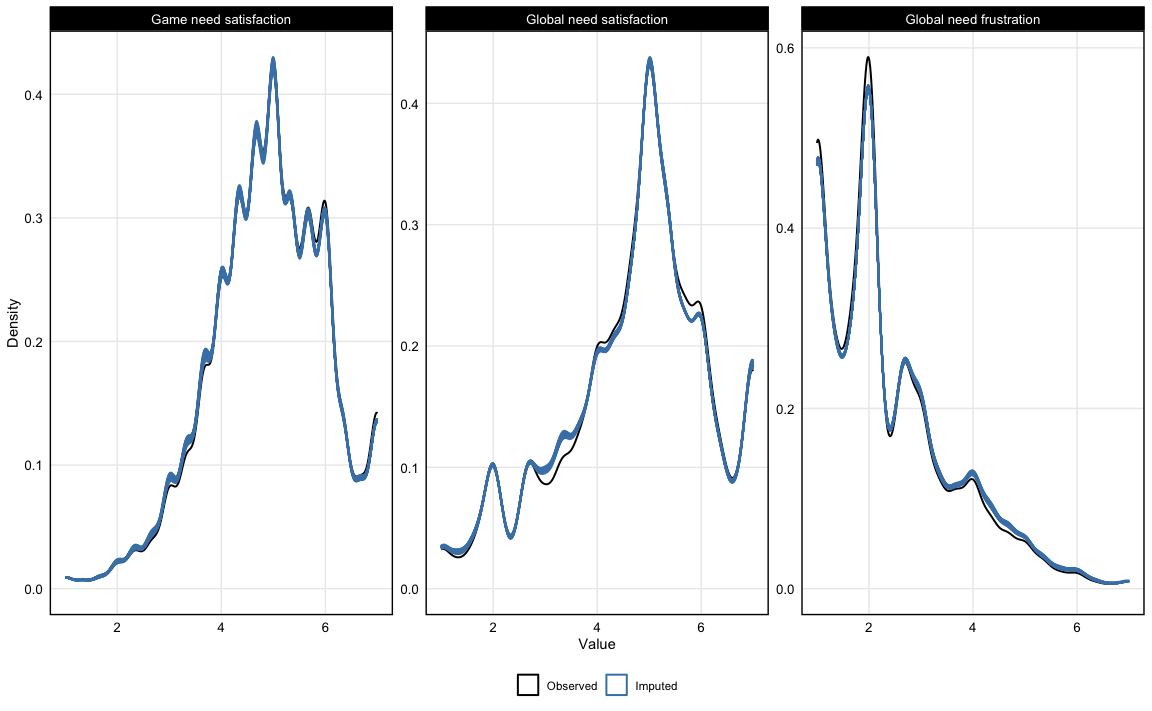 Game need satisfaction
Global need satisfaction
Global need frustration
Density
0.4
0.3
0.2
0.1
0.0
0.4
0.3
0.2
0.1
0.0
0.6
0.4
0.2
0.0
2 4 6
2 4 6
2 4 6
Value
Observed Imputed